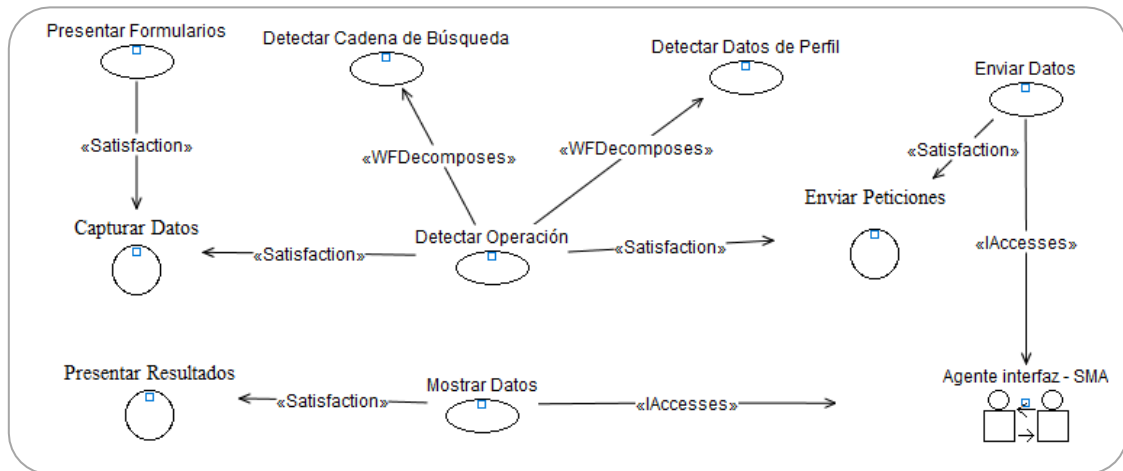 Presentar Formularios
Detectar Cadena de Búsqueda
Detectar Datos de Perfil
Enviar Datos
«Satisfaction»
«WFDecomposes»
«WFDecomposes»
«Satisfaction»
Capturar Datos
Enviar Peticiones
Detectar Operación
«Satisfaction»
«Satisfaction»
«IAccesses»
Presentar Resultados
Mostrar Datos
Agente interfaz - SMA
«Satisfaction»
«IAccesses»